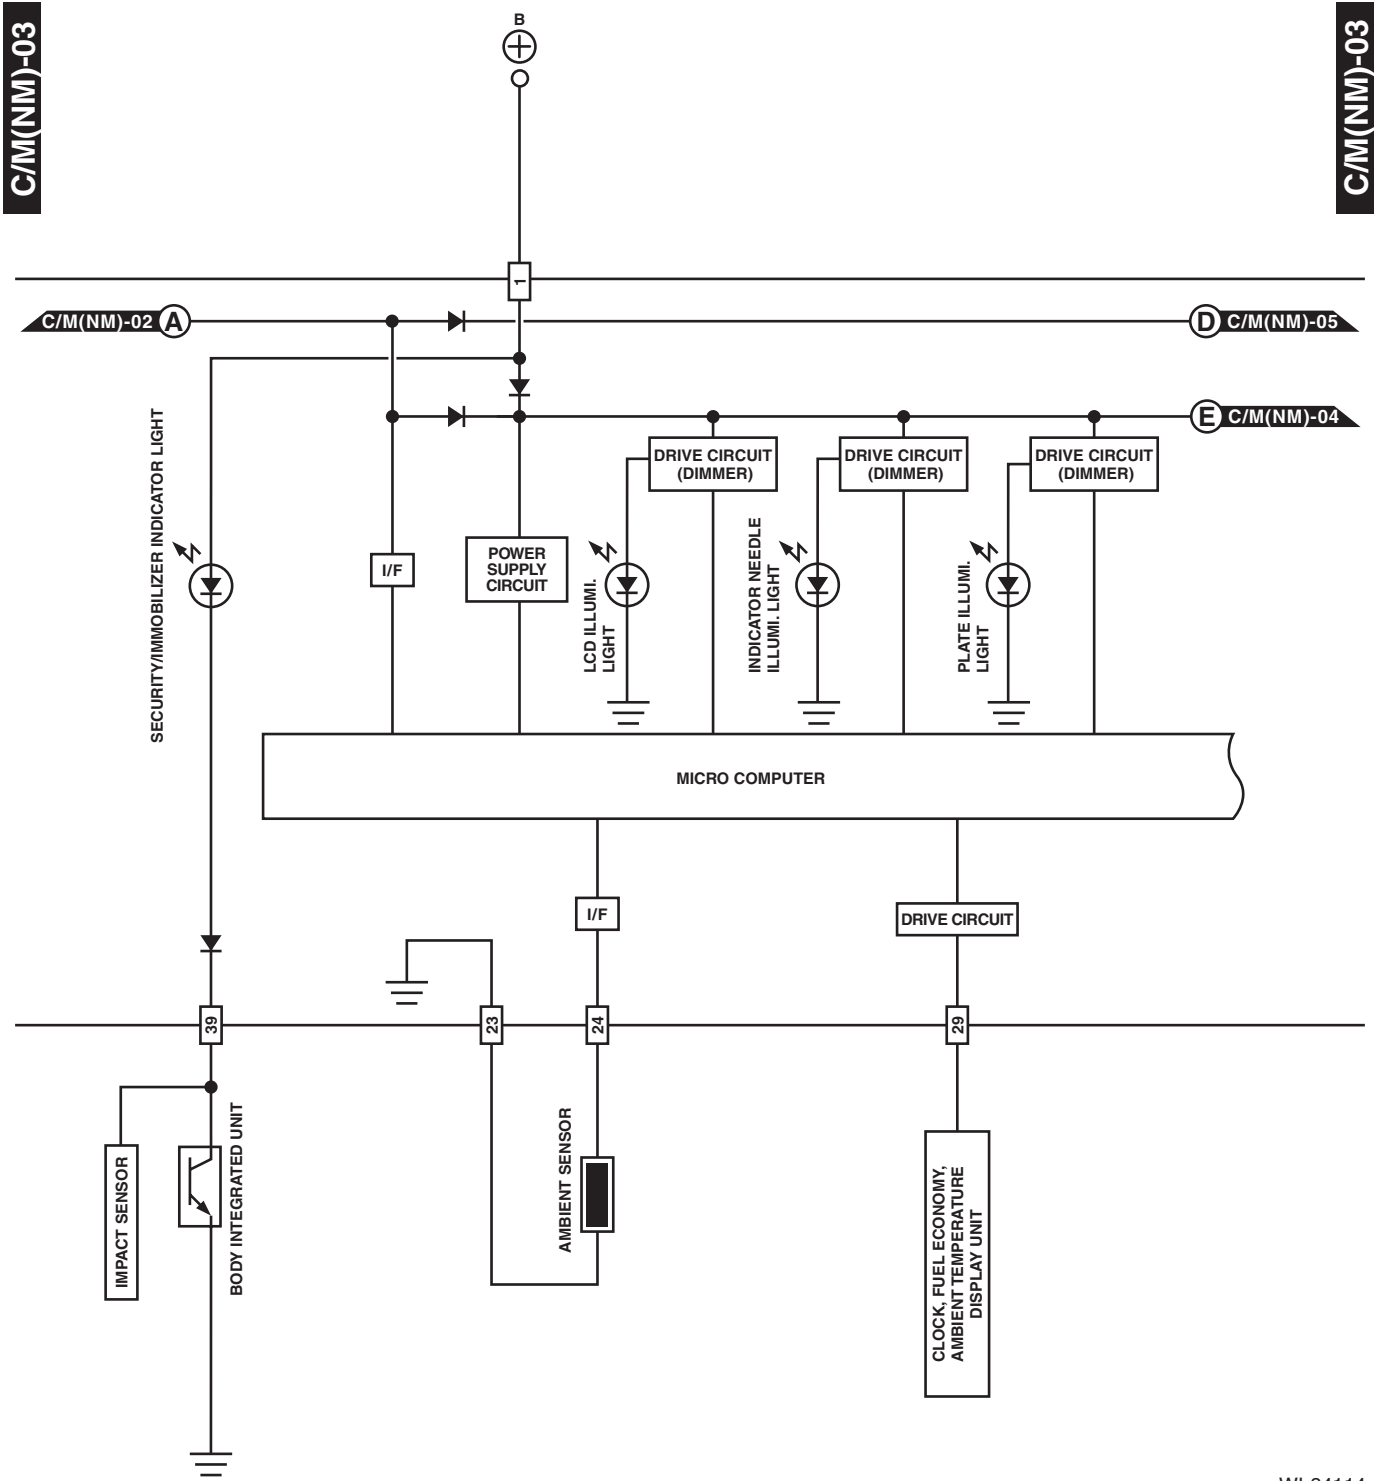 C/M(NM)-03
C/M(NM)-03
B
1
C/M(NM)-02 A
D C/M(NM)-05
E C/M(NM)-04
SECURITY/IMMOBILIZER INDICATOR LIGHT
I/F
POWER
SUPPLY
CIRCUIT
DRIVE CIRCUIT
(DIMMER)
LCD ILLUMI.
LIGHT
DRIVE CIRCUIT
(DIMMER)
INDICATOR NEEDLE
ILLUMI. LIGHT
DRIVE CIRCUIT
(DIMMER)
PLATE ILLUMI.
LIGHT
MICRO COMPUTER
I/F
DRIVE CIRCUIT
39
23
24
29
IMPACT SENSOR
BODY INTEGRATED UNIT
AMBIENT SENSOR
CLOCK, FUEL ECONOMY,
AMBIENT TEMPERATURE
DISPLAY UNIT